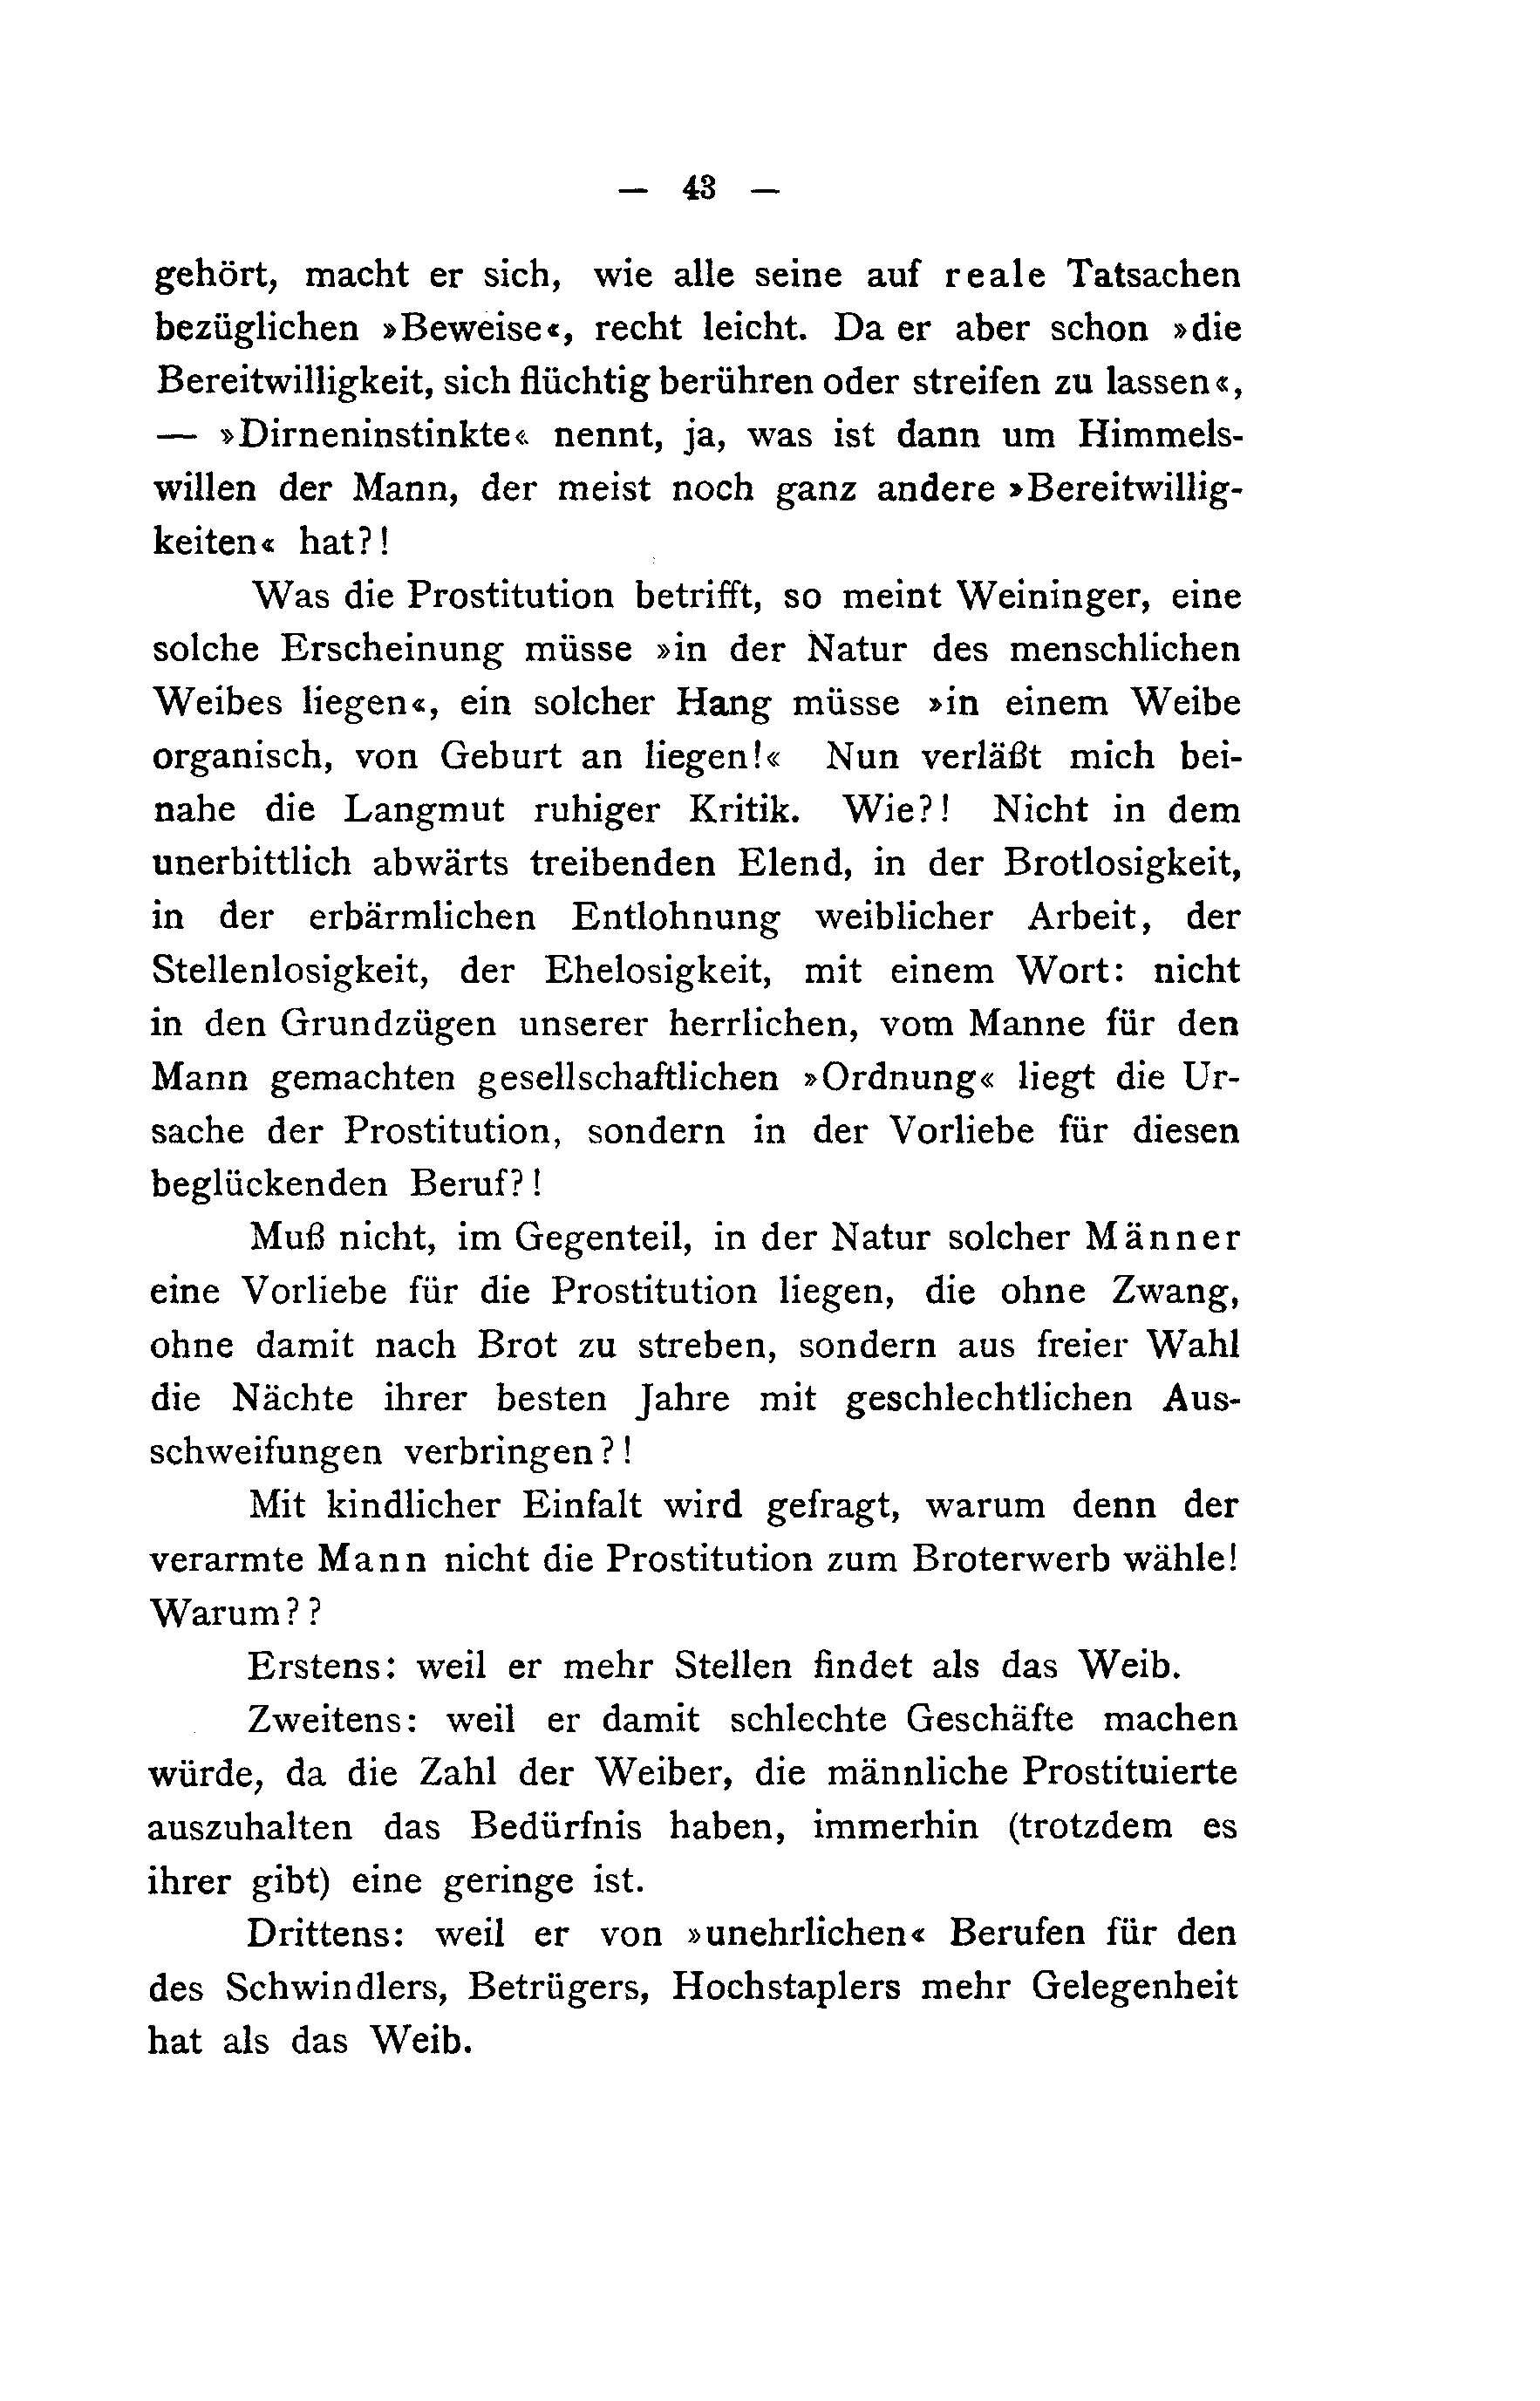 — 43 —
gehört, macht er sich, wie alle seine auf reale Tatsachen
bezüglichen »Beweise«, recht leicht. Da er aber schon »die
Bereitwilligkeit, sich flüchtig berühren oder streifen zu lassen«,
— »Dirneninstinkte« nennt, ja, was ist dann um Himmels-
willen der Mann, der meist noch ganz andere »Bereitwillig-
keiten« hat?!
Was die Prostitution betrifft, so meint Weininger, eine
solche Erscheinung müsse »in der Natur des menschlichen
Weibes liegen«, ein solcher Hang müsse »in einem Weibe
organisch, von Geburt an liegen!« Nun verläßt mich bei-
nahe die Langmut ruhiger Kritik. Wie?! Nicht in dem
unerbittlich abwärts treibenden Elend, in der Brotlosigkeit,
in der erbärmlichen Entlohnung weiblicher Arbeit, der
Stellenlosigkeit, der Ehelosigkeit, mit einem Wort: nicht
in den Grundzügen unserer herrlichen, vom Manne für den
Mann gemachten gesellschaftlichen »Ordnung« liegt die Ur-
sache der Prostitution, sondern in der Vorliebe für diesen
beglückenden Beruf?!
Muß nicht, im Gegenteil, in der Natur solcher Männer
eine Vorliebe für die Prostitution liegen, die ohne Zwang,
ohne damit nach Brot zu streben, sondern aus freier Wahl
die Nächte ihrer besten Jahre mit geschlechtlichen Aus-
schweifungen verbringen?!
Mit kindlicher Einfalt wird gefragt, warum denn der
verarmte Mann nicht die Prostitution zum Broterwerb wähle!
Warum??
Erstens: weil er mehr Stellen findet als das Weib.
Zweitens: weil er damit schlechte Geschäfte machen
würde, da die Zahl der Weiber, die männliche Prostituierte
auszuhalten das Bedürfnis haben, immerhin (trotzdem es
ihrer gibt) eine geringe ist.
Drittens: weil er von »unehrlichen« Berufen für den
des Schwindlers, Betrügers, Hochstaplers mehr Gelegenheit
hat als das Weib.